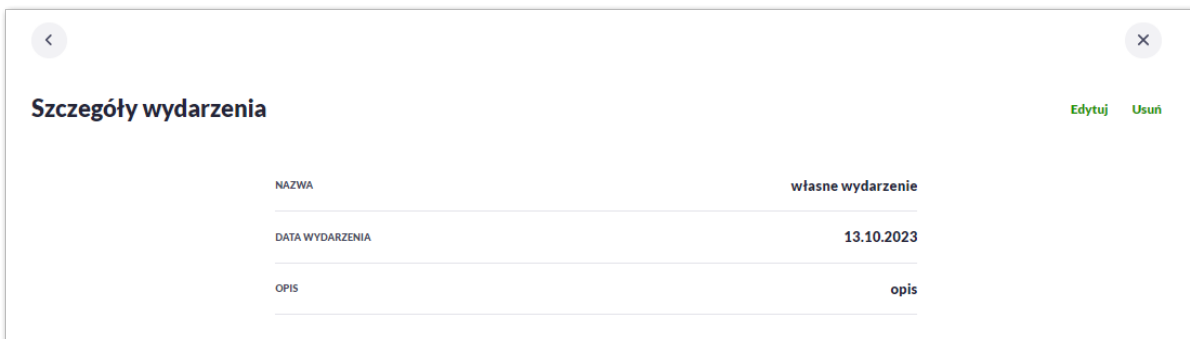 Szczegóły wydarzenia
Edytuj Usuń
NAZWA własne wydarzenie
DATA WYDARZENIA 13.10.2023
OPIS opis